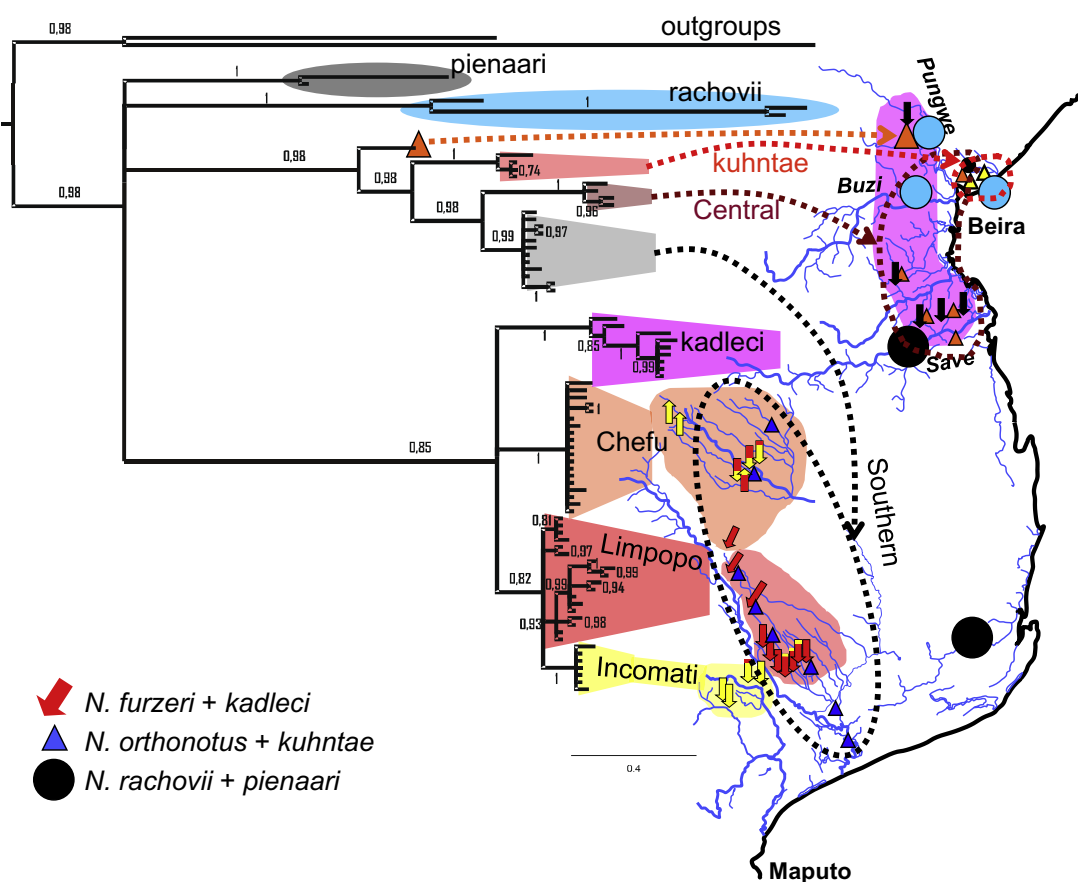 0,98
outgroups
1
pienaari
Pungwe
1
1
rachovii
0,98
1
0,74
kuhntae
0,98
1
Buzi
0,98
0,98
0,96
Central
Beira
0,99
0,97
1
1
0,85
1
0,99
kadleci
Save
0,85
1
1
Chefu
Southern
0,81
0,97
Limpopo
0,82
0,99
0,99
0,94
0,93
0,98
1
Incomati
N. furzeri + kadleci
N. orthonotus + kuhntae
0.4
N. rachovii + pienaari
Maputo